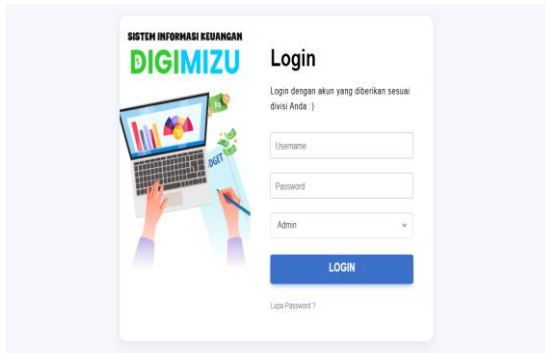 SISTEM INFORMASI KEUANGAN
DIGIMIZU
Login
Login dengan akun yang diberikan sesuai
divisi Anda :)
Username
Password
Admin
LOGIN
Lupa Password ?